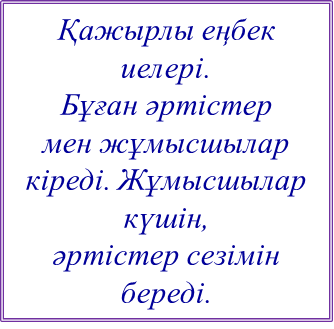 Қажырлы еңбек
иелері.
Бұған әртістер
мен жұмысшылар
кіреді. Жұмысшылар
күшін,
әртістер сезімін
береді.